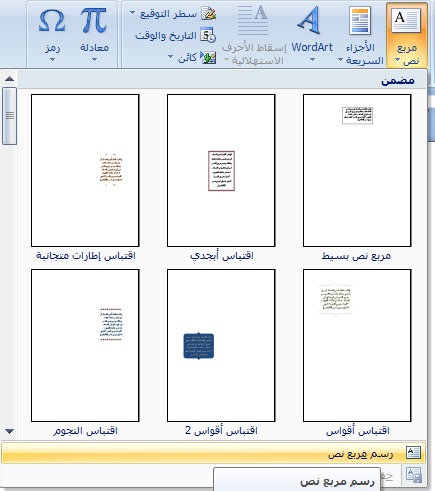 مربع نص
الأجزاء السريعة
WordArt
إسقاط الأحرف الاستهلالية
سطر التوقيع
التاريخ والوقت
كائن
معادلة
رمز
مضمن
مربع نص بسيط
اقتباس أبجدي
اقتباس إطارات متجانبة
اقتباس أقواس
اقتباس أقواس 2
اقتباس النجوم
رسم مربع نص
رسم مربع نص